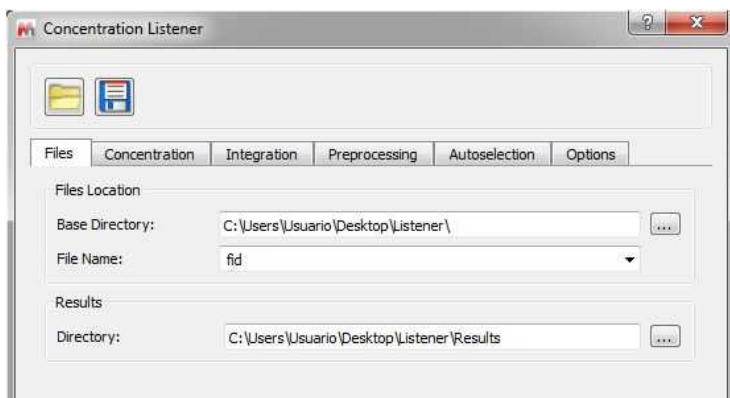 Concentration Listener
Files Concentration Integration Preprocessing Autoselection Options
Files Location
Base Directory: C:\Users\Usuario\Desktop\Listener\ ...
File Name: fid
Results
Directory: C:\Users\Usuario\Desktop\Listener\Results ...